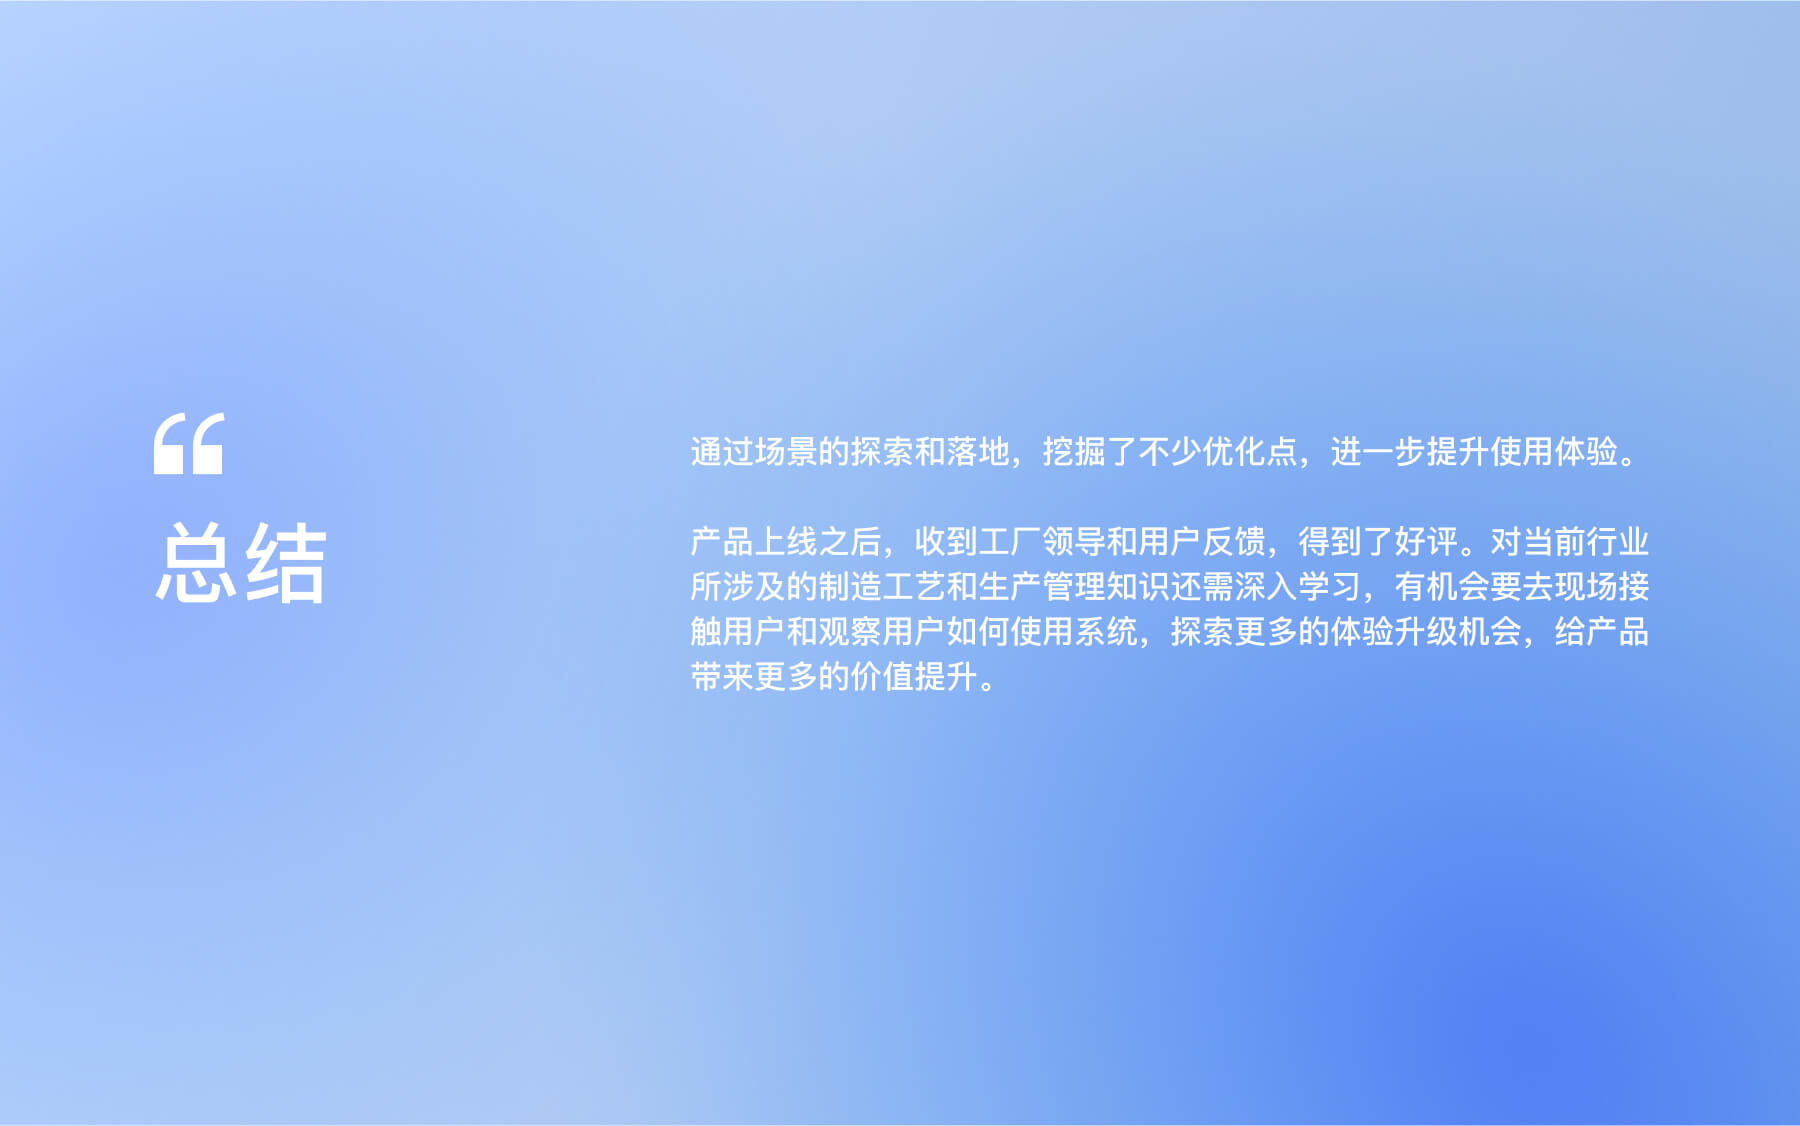 总结
通过场景的探索和落地，挖掘了不少优化点，进一步提升使用体验。
产品上线之后，收到工厂领导和用户反馈，得到了好评。对当前行业
所涉及的制造工艺和生产管理知识还需深入学习，有机会要去现场接
触用户和观察用户如何使用系统，探索更多的体验升级机会，给产品
带来更多的价值提升。